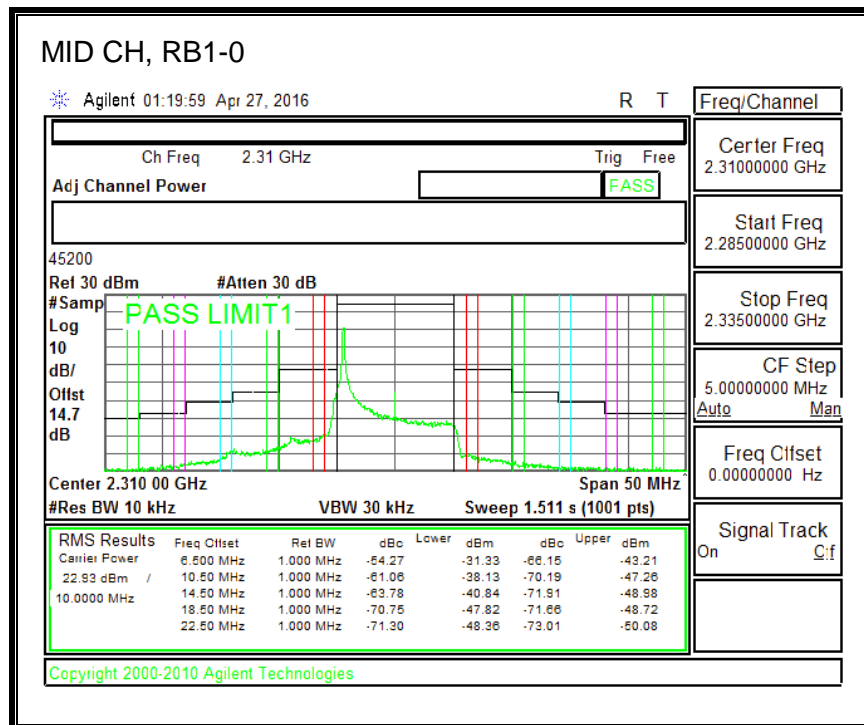 MID CH, RB1-0
Agilent 01:19:59 Apr 27, 2016 R T
Freq/Channel
Ch Freq 2.31 GHz Trig Free
Adj Channel Power PASS
Center Freq
2.31000000 GHz
Start Freq
2.28500000 GHz
Stop Freq
2.33500000 GHz
CF Step
5.00000000 MHz
Auto Man
Freq Offset
0.00000000 Hz
Signal Track
On Off
45200
Ref 30 dBm #Atten 30 dB
#Samp
Log
10
dB/
Offst
14.7
dB
PASS LIMIT1
Center 2.310 00 GHz Span 50 MHz
#Res BW 10 kHz VBW 30 kHz Sweep 1.511 s (1001 pts)
RMS Results Freq Offset Ref BW dBc Lower dBm dBc Upper dBm
Carrier Power 6.500 MHz 1.000 MHz -54.27 -31.33 -66.15 -43.21
22.93 dBm / 10.50 MHz 1.000 MHz -61.06 -38.13 -70.19 -47.26
10.0000 MHz 14.50 MHz 1.000 MHz -63.78 -40.84 -71.91 -48.98
18.50 MHz 1.000 MHz -70.75 -47.82 -71.66 -48.72
22.50 MHz 1.000 MHz -71.30 -48.36 -73.01 -50.08
Copyright 2000-2010 Agilent Technologies